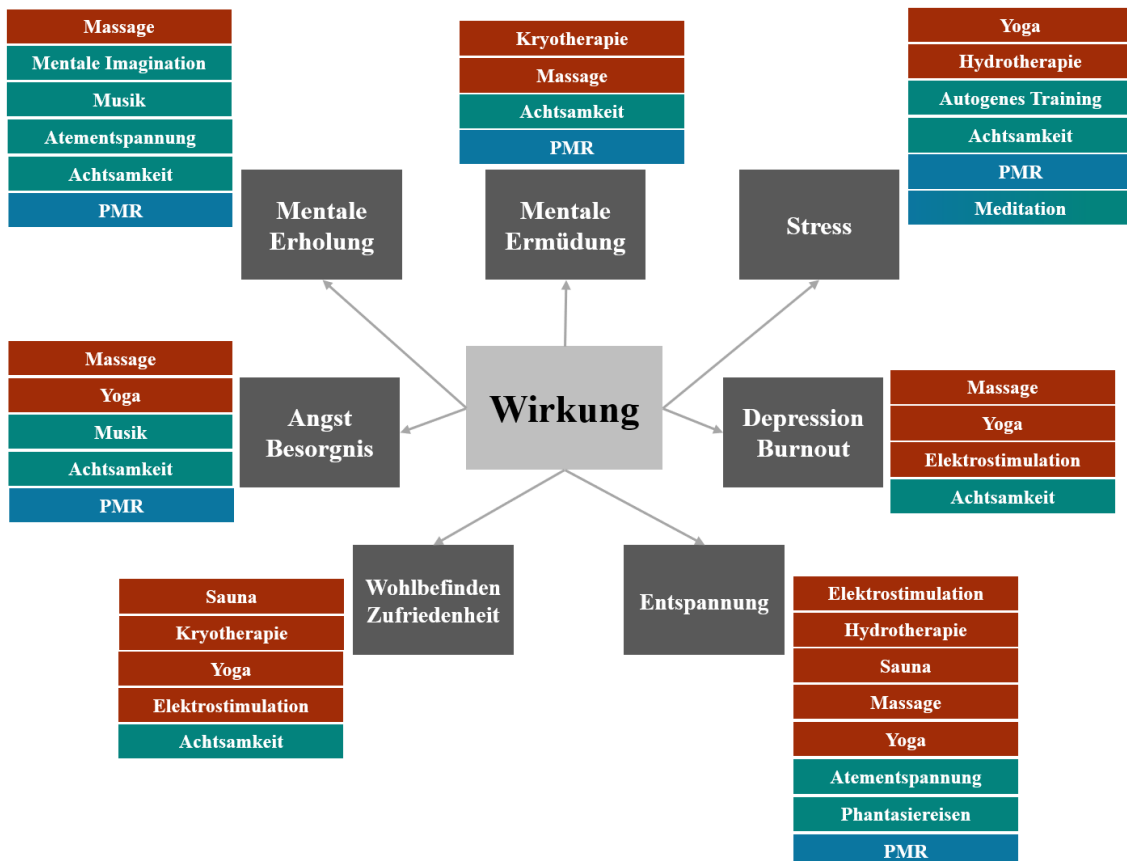 Massage
Mentale Imagination
Musik
Atementspannung
Achtsamkeit
PMR
Mentale
Erholung
Kryotherapie
Massage
Achtsamkeit
PMR
Mentale
Ermüdung
Yoga
Hydrotherapie
Autogenes Training
Achtsamkeit
PMR
Meditation
Stress
Massage
Yoga
Musik
Achtsamkeit
PMR
Angst
Besorgnis
Wirkung
Depression
Burnout
Massage
Yoga
Elektrostimulation
Achtsamkeit
Sauna
Kryotherapie
Yoga
Elektrostimulation
Achtsamkeit
Wohlbefinden
Zufriedenheit
Entspannung
Elektrostimulation
Hydrotherapie
Sauna
Massage
Yoga
Atementspannung
Phantasiereisen
PMR